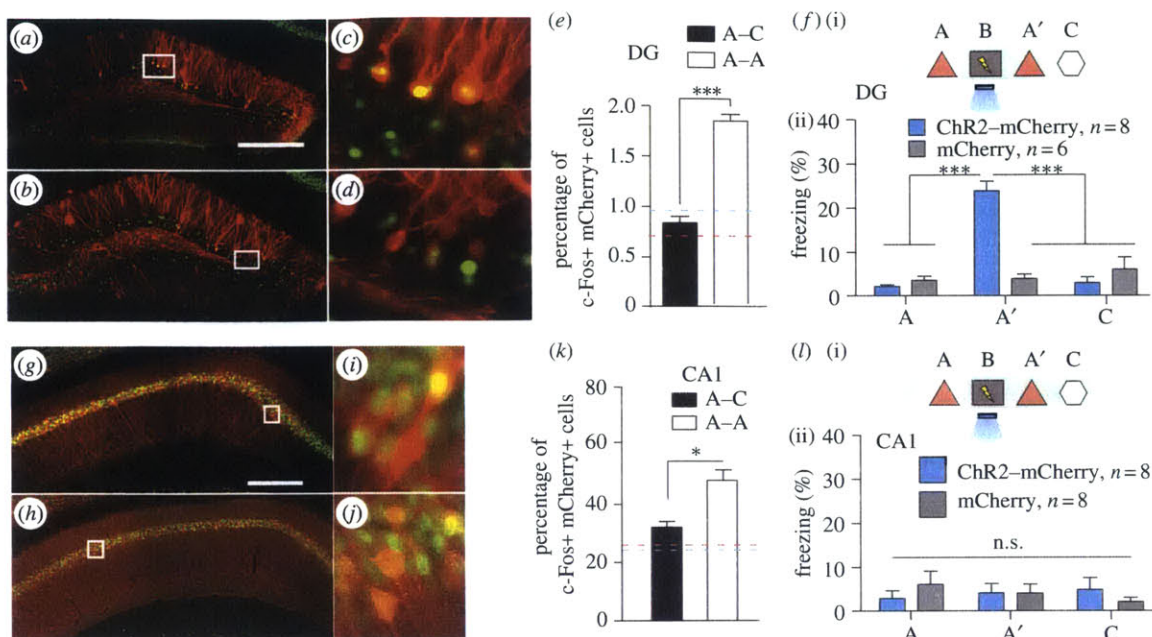 (a)
(c)
(b)
(d)
(e)
A–C
A–A
DG
***
2.0
1.5
1.0
0.5
0
percentage of
c-Fos+ mCherry+ cells
(f) (i)
A B A′ C
DG
(ii)
40
30
20
10
0
freezing (%)
ChR2–mCherry, n = 8
mCherry, n = 6
*** ***
A A′ C
(g)
(i)
(h)
(j)
(k)
CA1
80
60
40
20
0
A–C
A–A
*
percentage of
c-Fos+ mCherry+ cells
(l) (i)
A B A′ C
(ii)
CA1
40
30
20
10
0
freezing (%)
ChR2–mCherry, n = 8
mCherry, n = 8
n.s.
A A′ C